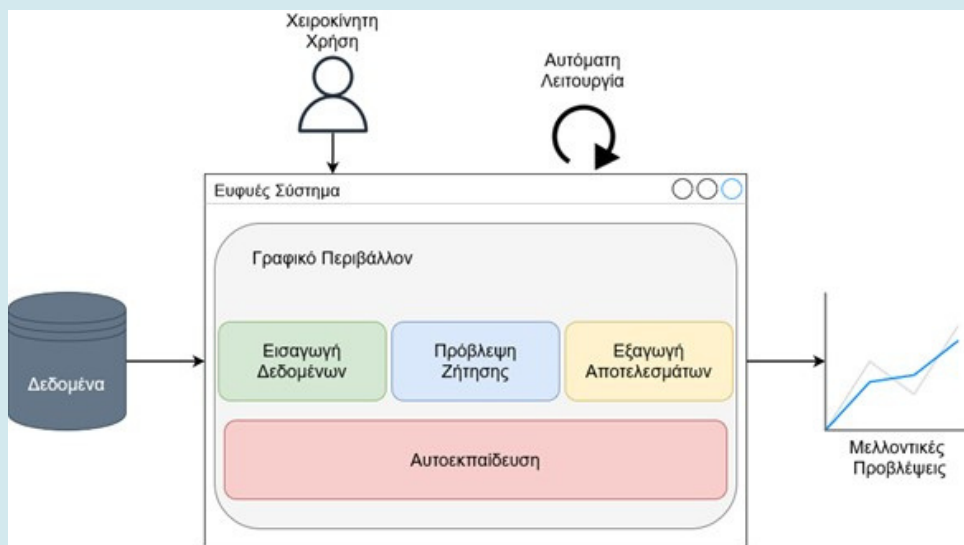 Χειροκίνητη
Χρήση
Αυτόματη
Λειτουργία
Ευφυές Σύστημα
Γραφικό Περιβάλλον
Δεδομένα
Εισαγωγή
Δεδομένων
Πρόβλεψη
Ζήτησης
Εξαγωγή
Αποτελεσμάτων
Αυτοεκπαίδευση
Μελλοντικές
Προβλέψεις